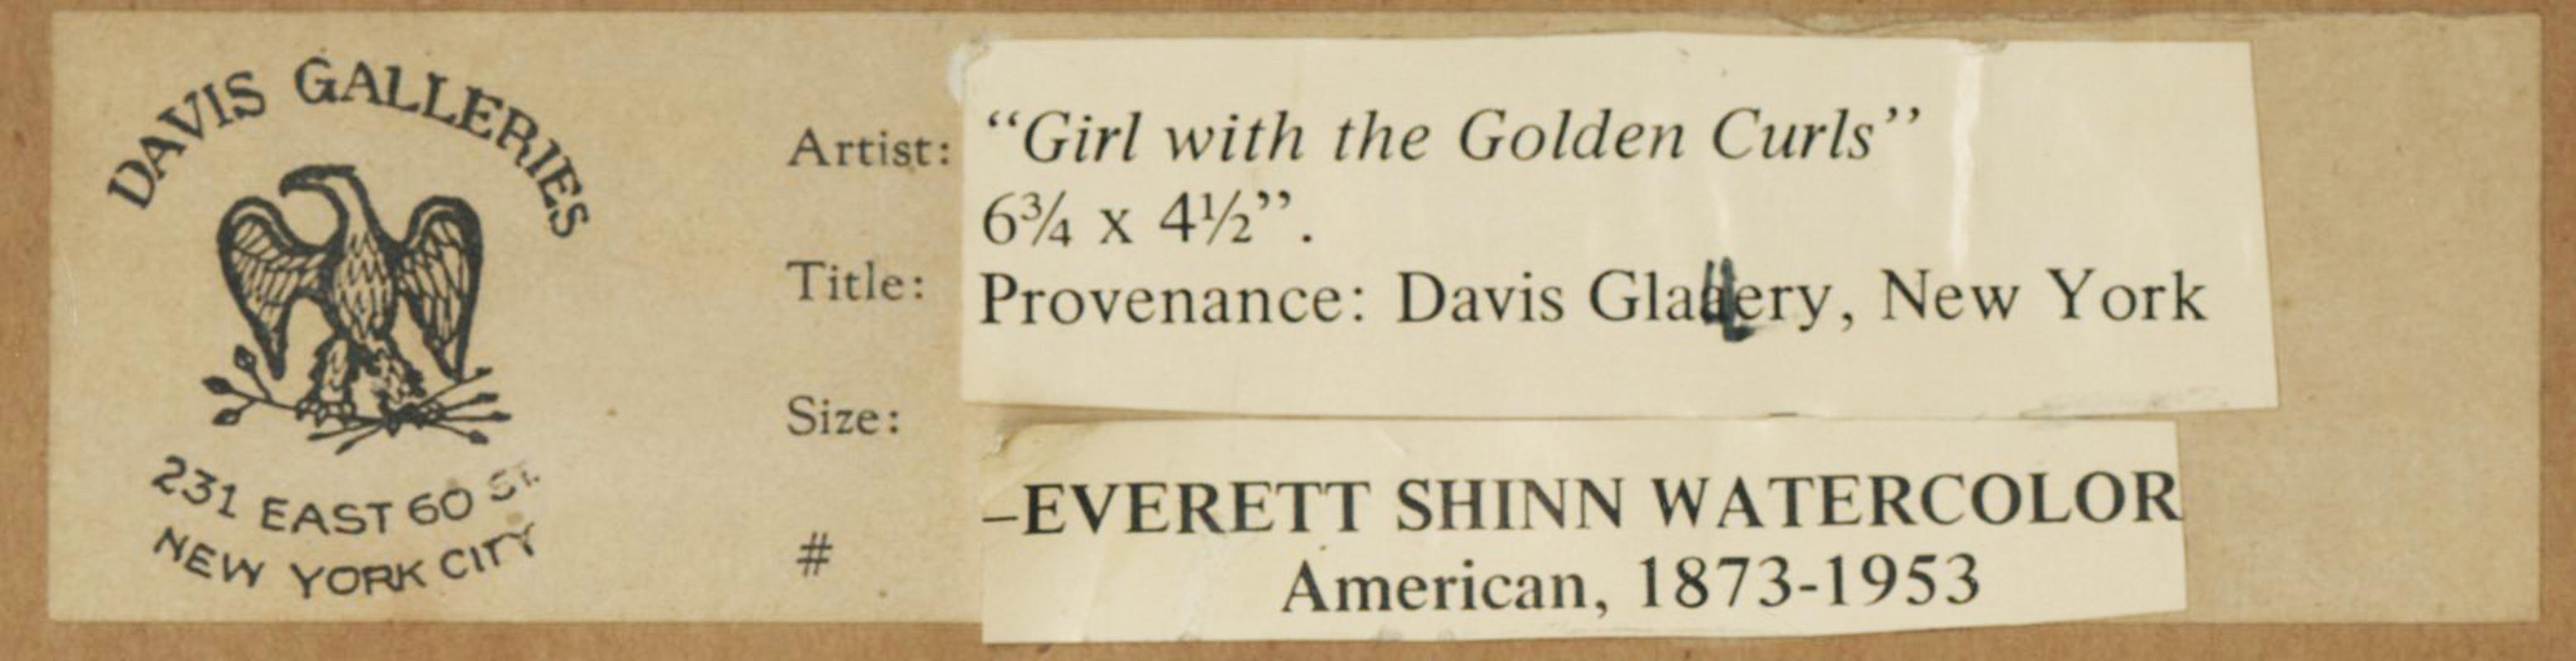 DAVIS GALLERIES
231 EAST 60 St.
NEW YORK CITY
Artist:
Title:
Size:
#
“Girl with the Golden Curls”
6¾ x 4½”.
Provenance: Davis Glallery, New York
–EVERETT SHINN WATERCOLOR
American, 1873-1953